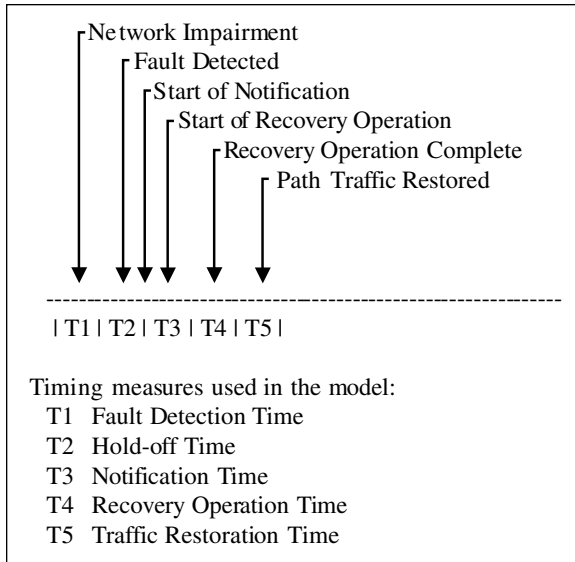 Network Impairment
Fault Detected
Start of Notification
Start of Recovery Operation
Recovery Operation Complete
Path Traffic Restored
| T1 | T2 | T3 | T4 | T5 |
Timing measures used in the model:
T1 Fault Detection Time
T2 Hold-off Time
T3 Notification Time
T4 Recovery Operation Time
T5 Traffic Restoration Time